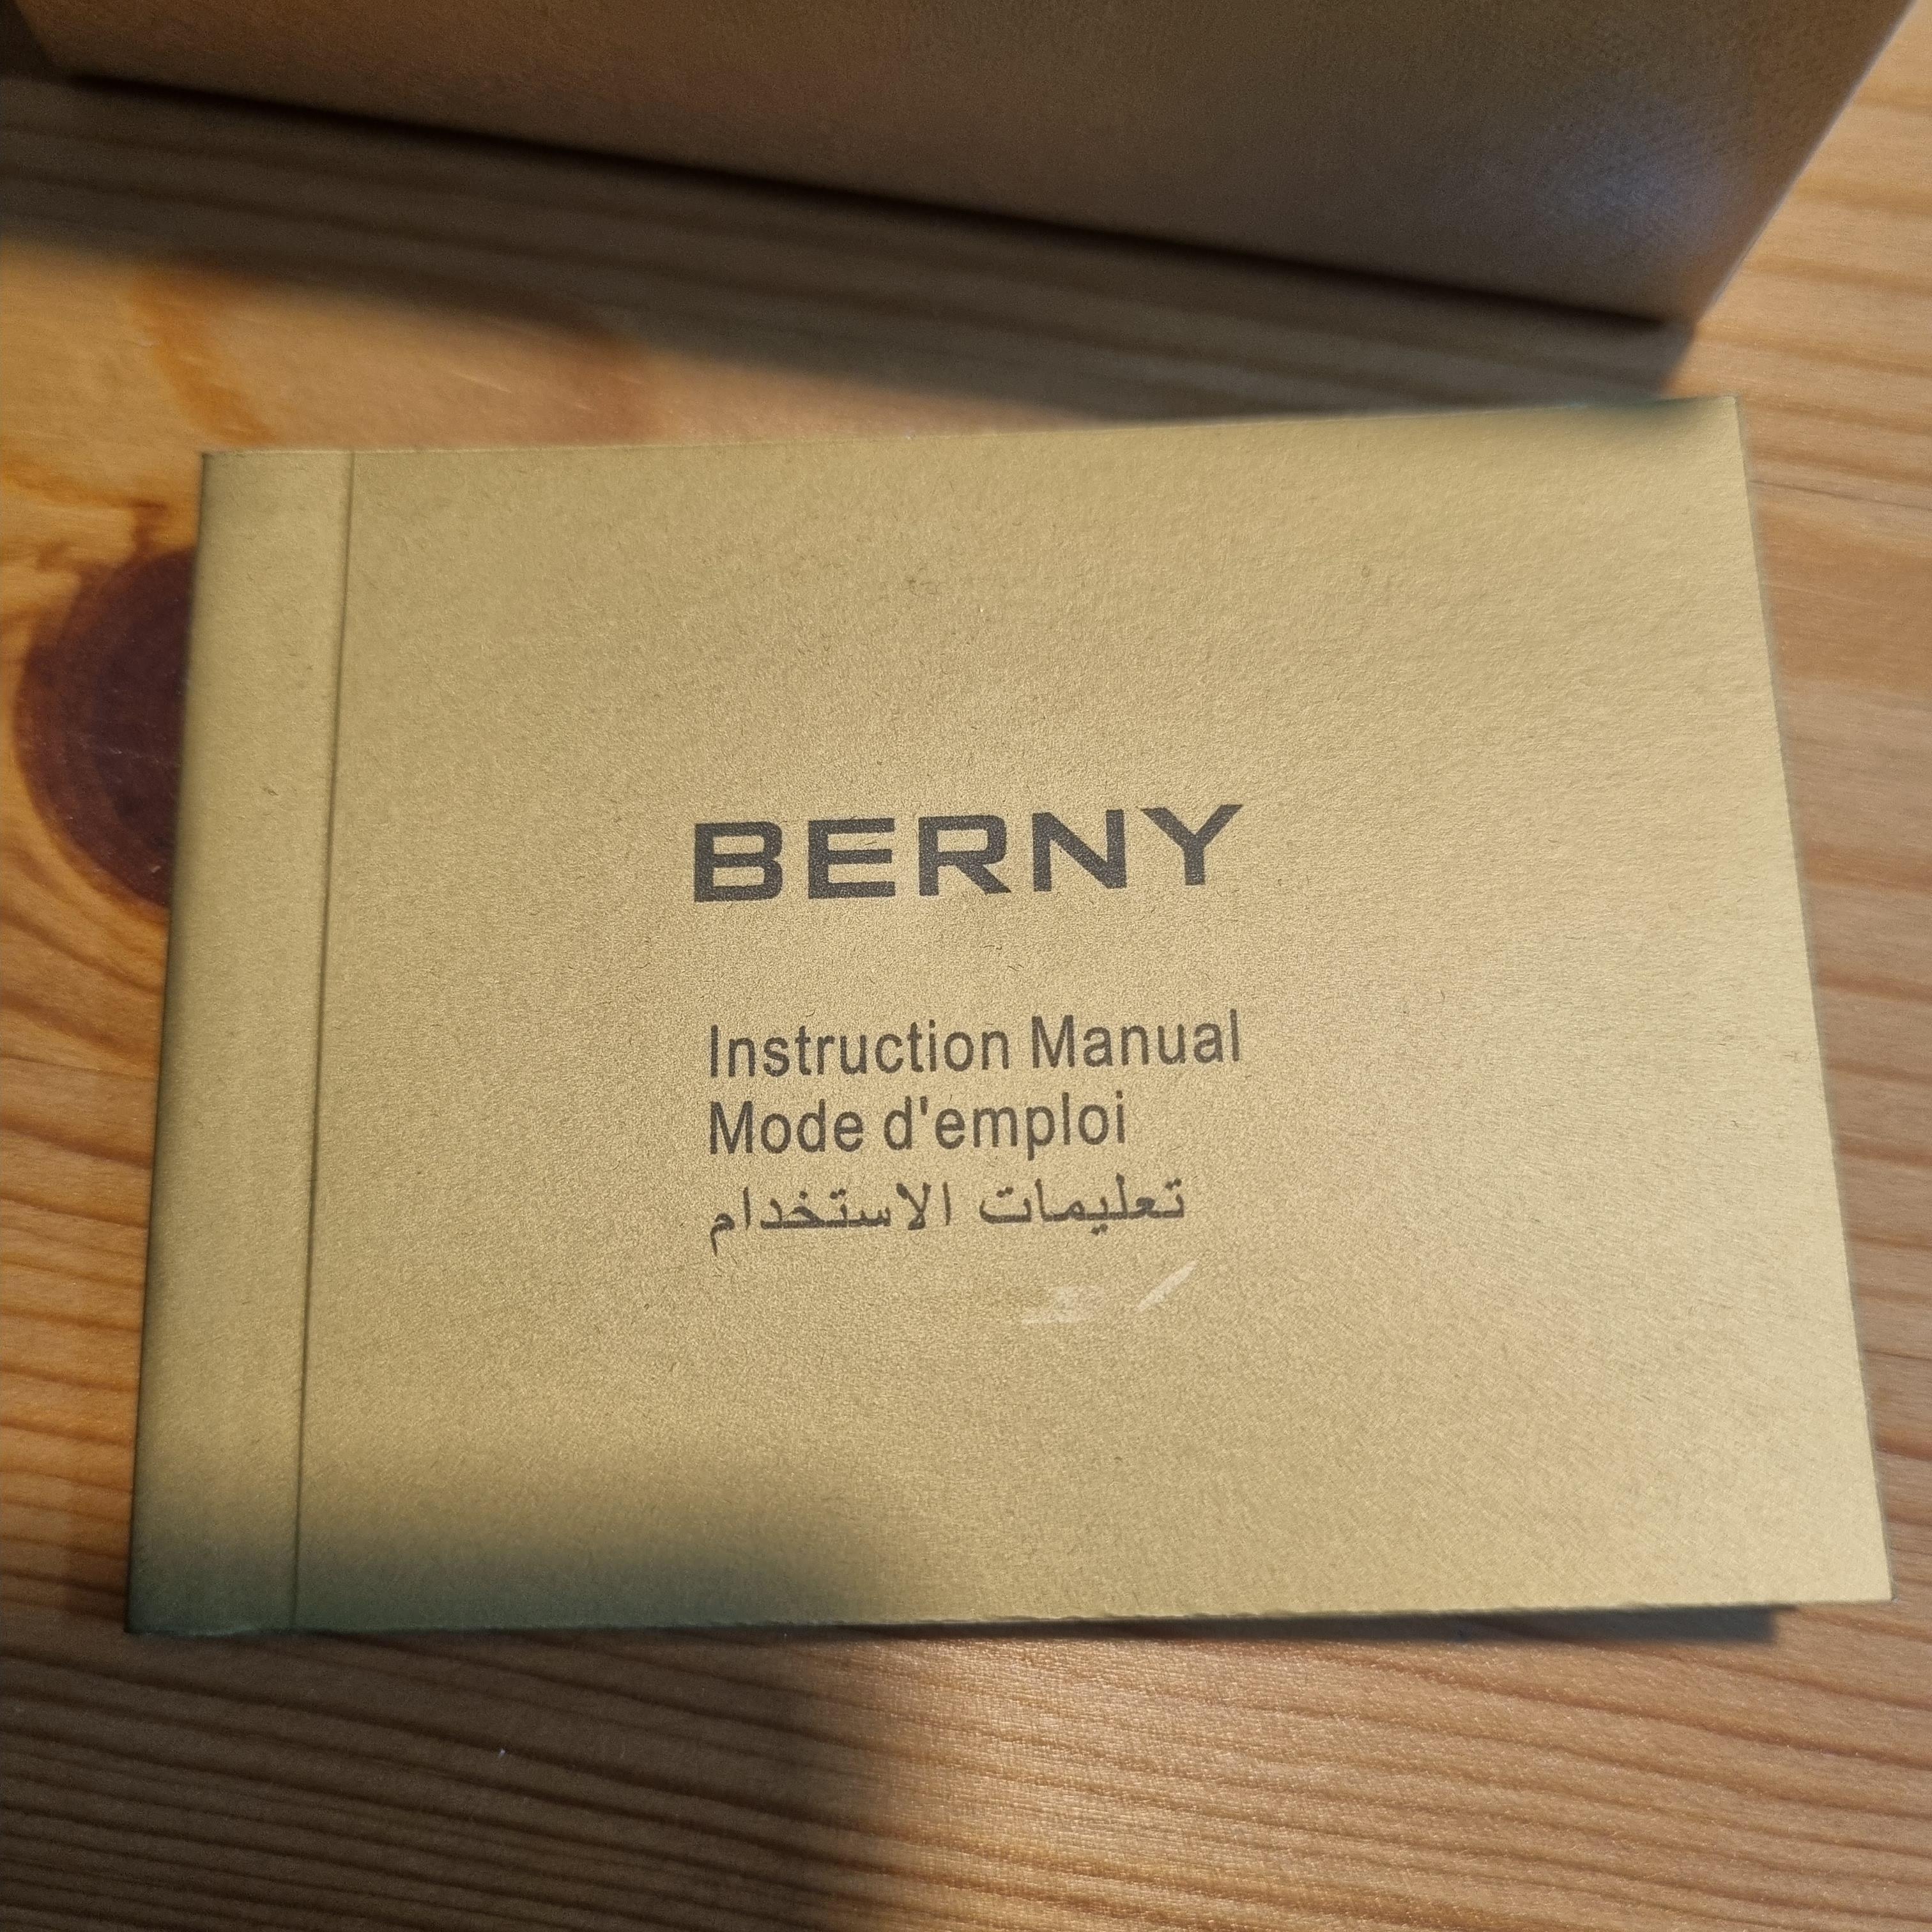 BERNY
Instruction Manual
Mode d'emploi
تعليمات الاستخدام